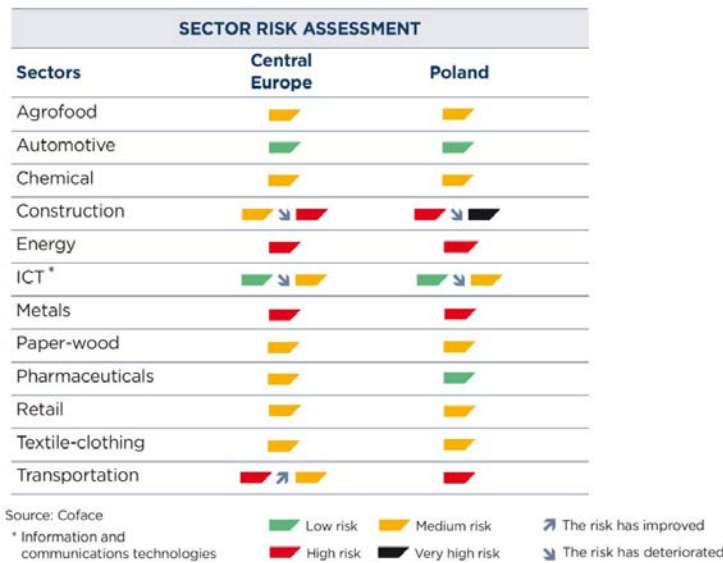 SECTOR RISK ASSESSMENT
Sectors Central Europe Poland
Agrofood
Automotive
Chemical
Construction
Energy
ICT *
Metals
Paper-wood
Pharmaceuticals
Retail
Textile-clothing
Transportation
Source: Coface
* Information and
communications technologies
Low risk Medium risk The risk has improved
High risk Very high risk The risk has deteriorated